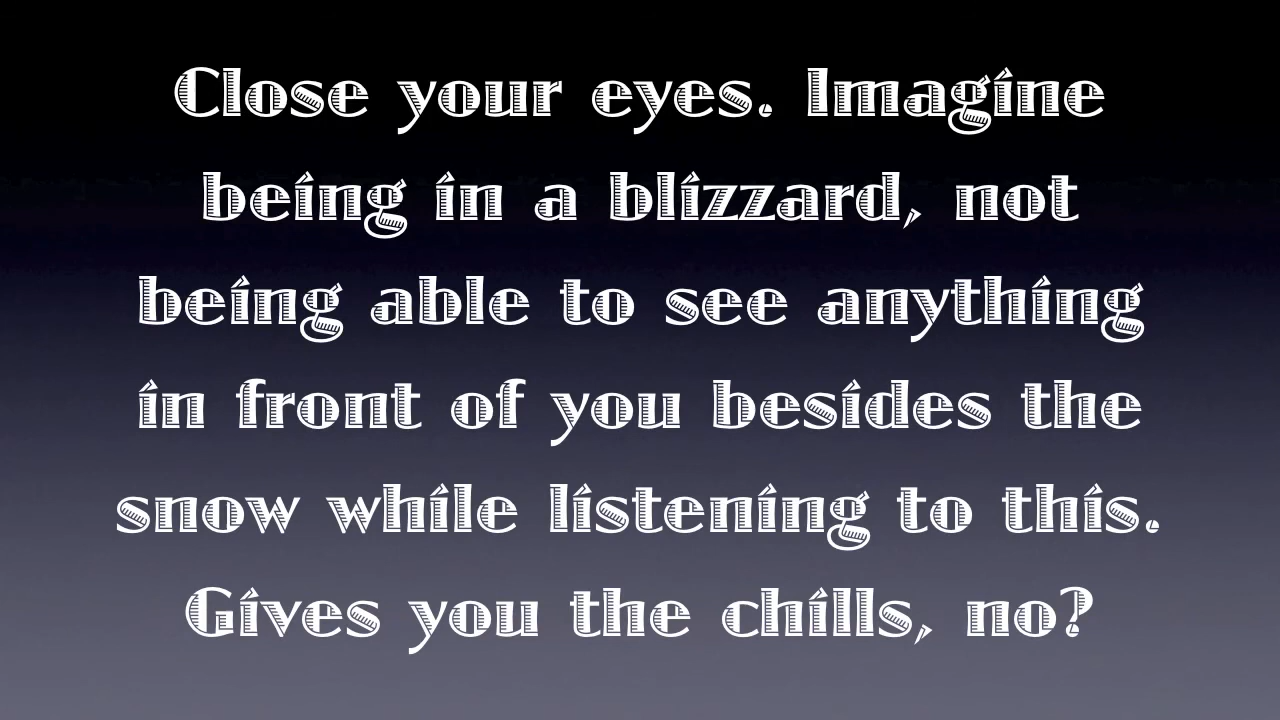 Close your eyes. Imagine
being in a blizzard, not
being able to see anything
in front of you besides the
snow while listening to this.
Gives you the chills, no?